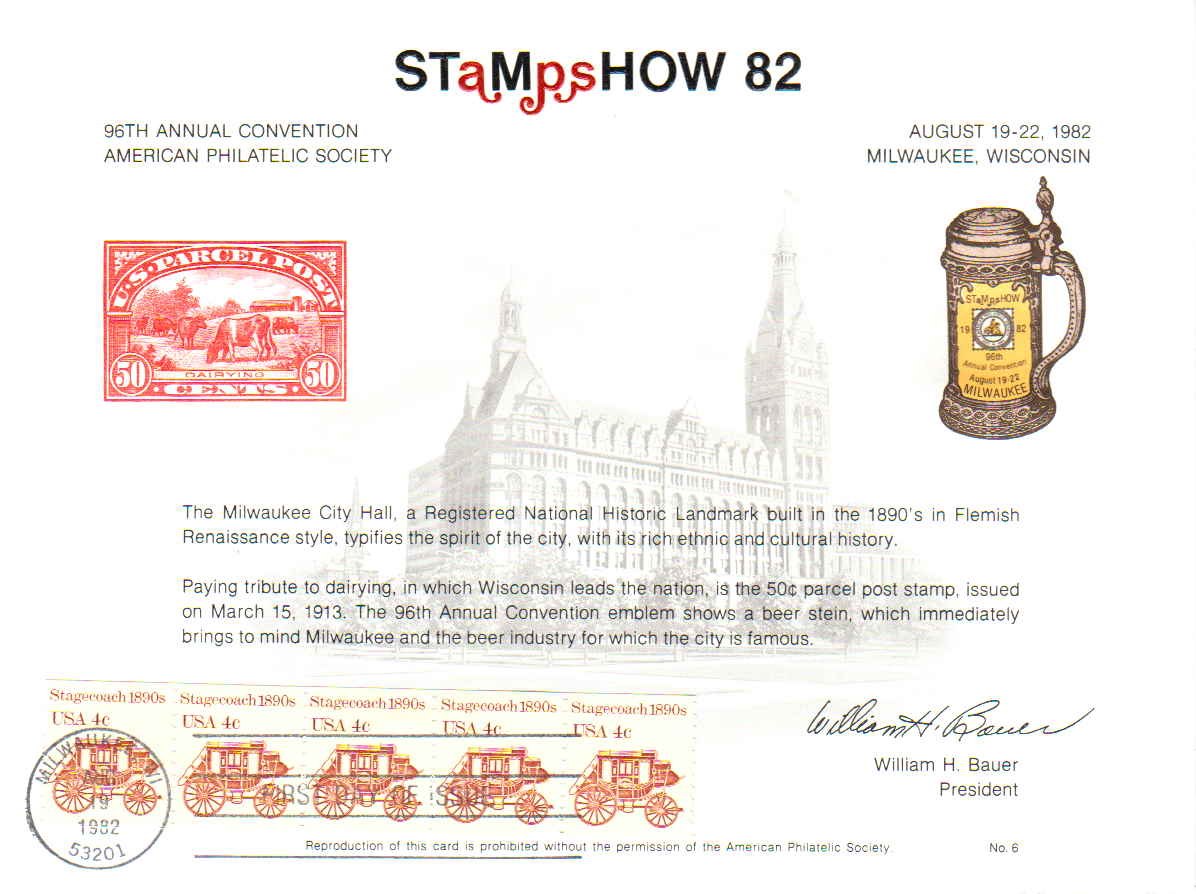 STaMpsHOW 82
96TH ANNUAL CONVENTION
AMERICAN PHILATELIC SOCIETY
AUGUST 19-22, 1982
MILWAUKEE, WISCONSIN
U.S. PARCEL POST
50
DAIRYING
50
CENTS
STaMpsHOW
19 82
96th
Annual Convention
August 19-22
MILWAUKEE
The Milwaukee City Hall, a Registered National Historic Landmark built in the 1890's in Flemish
Renaissance style, typifies the spirit of the city, with its rich ethnic and cultural history.
Paying tribute to dairying, in which Wisconsin leads the nation, is the 50¢ parcel post stamp, issued
on March 15, 1913. The 96th Annual Convention emblem shows a beer stein, which immediately
brings to mind Milwaukee and the beer industry for which the city is famous.
Stagecoach 1890s Stagecoach 1890s Stagecoach 1890s Stagecoach 1890s Stagecoach 1890s
USA 4c USA 4c USA 4c USA 4c USA 4c
MILWAUKEE, WI
19
1982
53201
FIRST DAY OF ISSUE
William H. Bauer
William H. Bauer
President
Reproduction of this card is prohibited without the permission of the American Philatelic Society.
No. 6